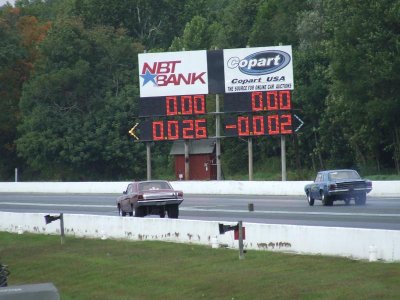 NBT
BANK
Copart
Copart USA
THE SOURCE FOR ONLINE CAR AUCTIONS
0.00
0.00
0.026
-0.002